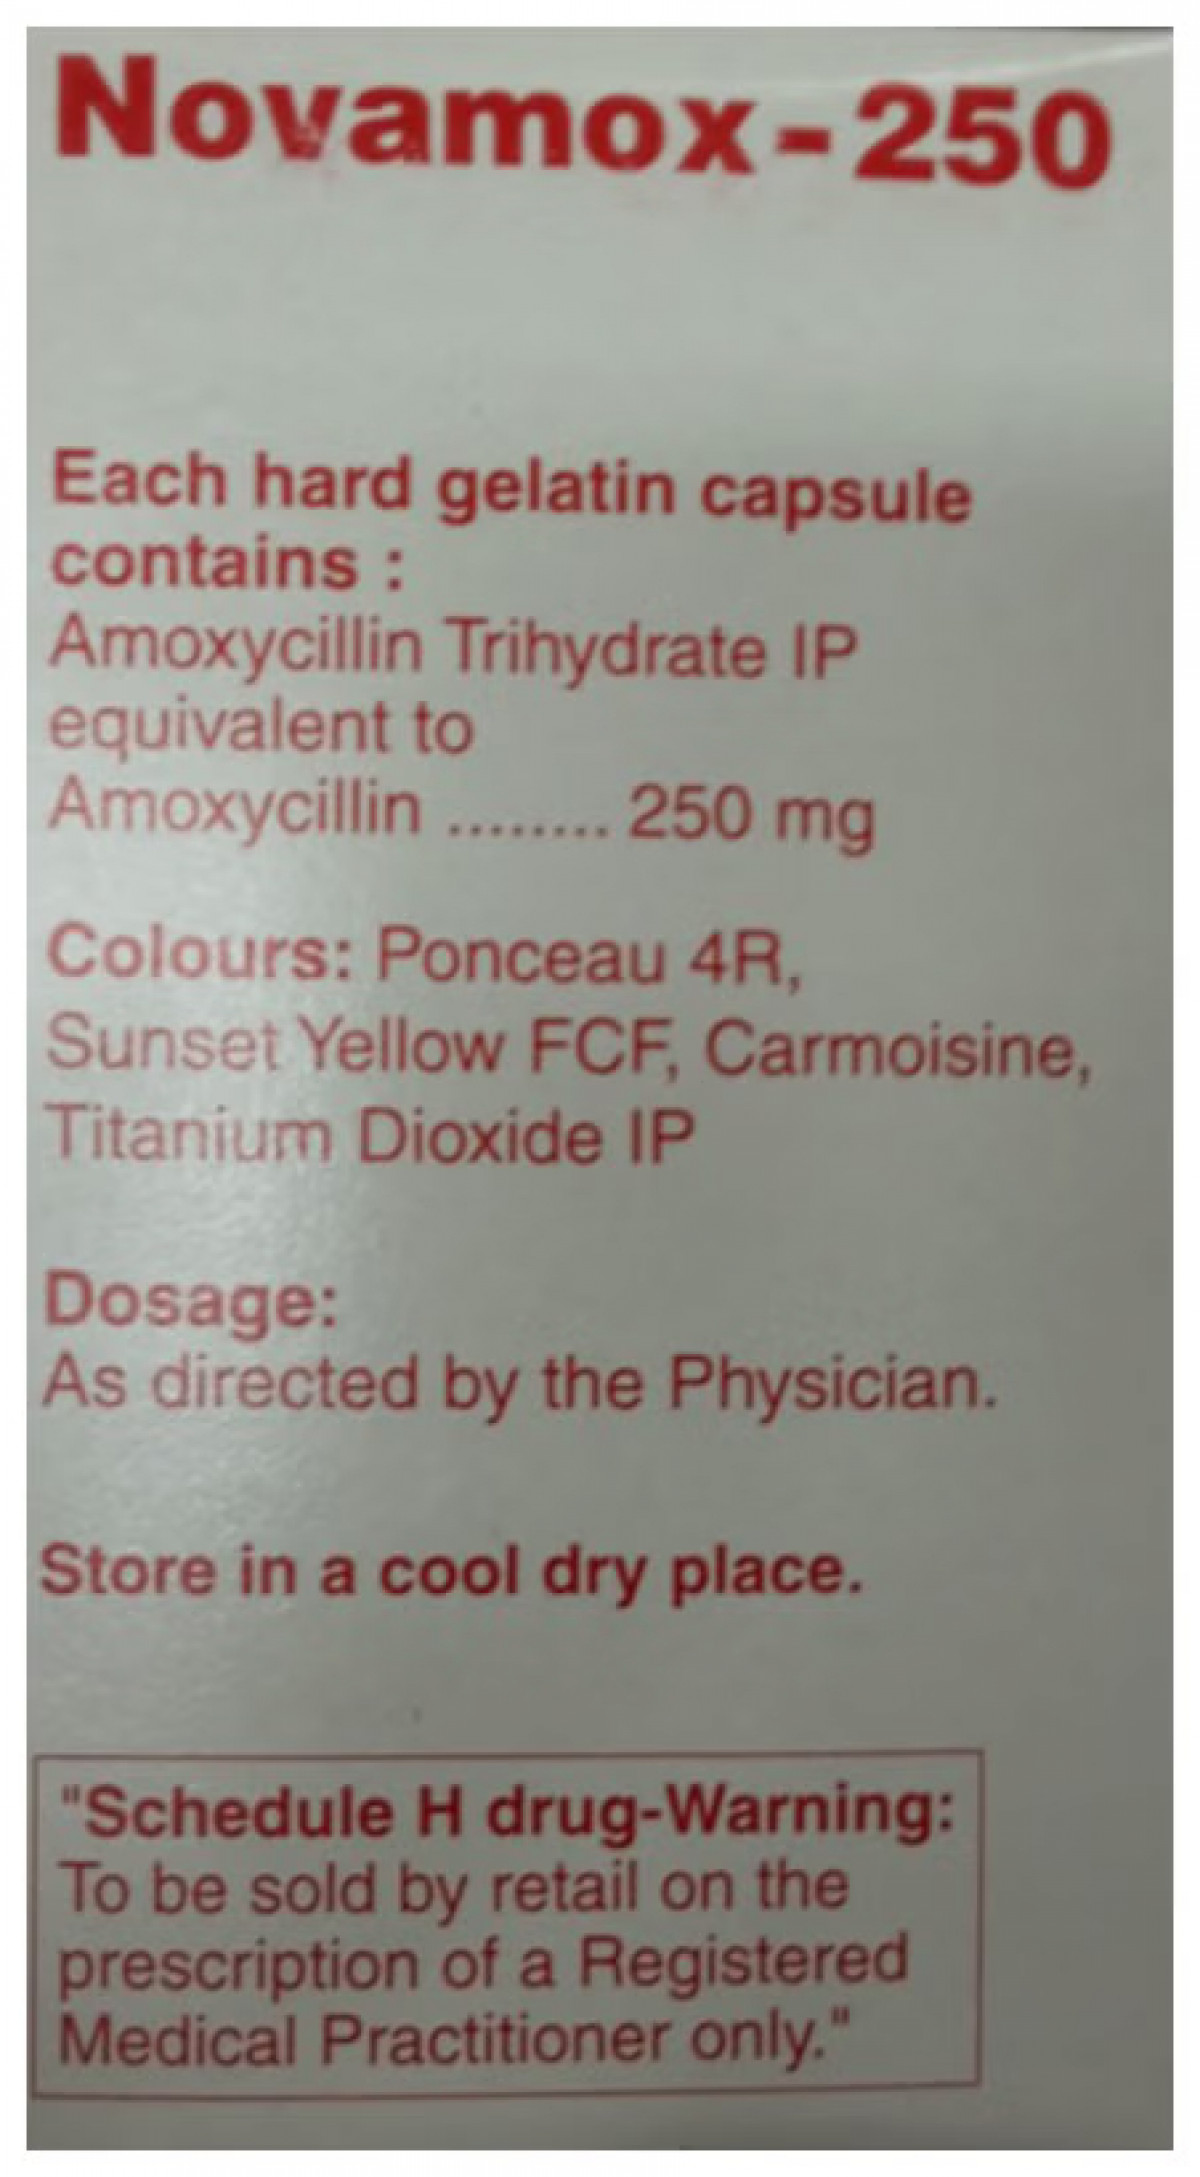 Novamox-250
Each hard gelatin capsule
contains :
Amoxycillin Trihydrate IP
equivalent to
Amoxycillin ........ 250 mg
Colours: Ponceau 4R,
Sunset Yellow FCF, Carmoisine,
Titanium Dioxide IP
Dosage:
As directed by the Physician.
Store in a cool dry place.
"Schedule H drug-Warning:
To be sold by retail on the
prescription of a Registered
Medical Practitioner only."